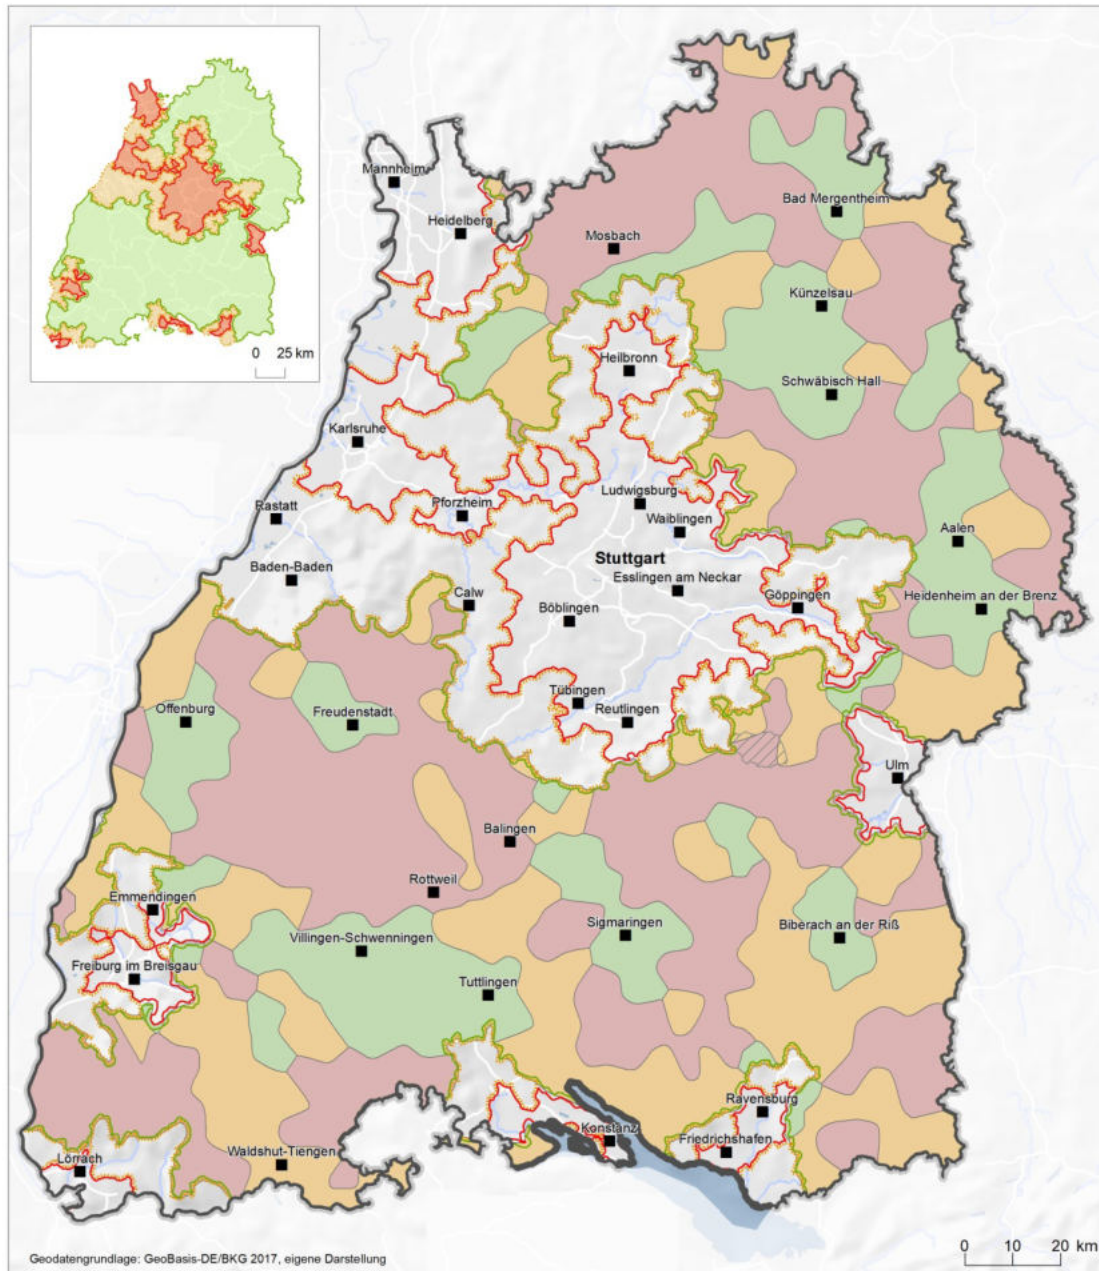 0 25 km
Mannheim
Heidelberg
Mosbach
Bad Mergentheim
Künzelsau
Heilbronn
Schwäbisch Hall
Karlsruhe
Pforzheim
Ludwigsburg
Rastatt
Waiblingen
Aalen
Stuttgart
Baden-Baden
Esslingen am Neckar
Calw
Böblingen
Göppingen
Heidenheim an der Brenz
Tübingen
Offenburg
Freudenstadt
Reutlingen
Ulm
Balingen
Rottweil
Emmendingen
Sigmaringen
Biberach an der Riß
Villingen-Schwenningen
Freiburg im Breisgau
Tuttlingen
Ravensburg
Konstanz
Friedrichshafen
Lörrach
Waldshut-Tiengen
Geodatengrundlage: GeoBasis-DE/BKG 2017, eigene Darstellung
0 10 20 km